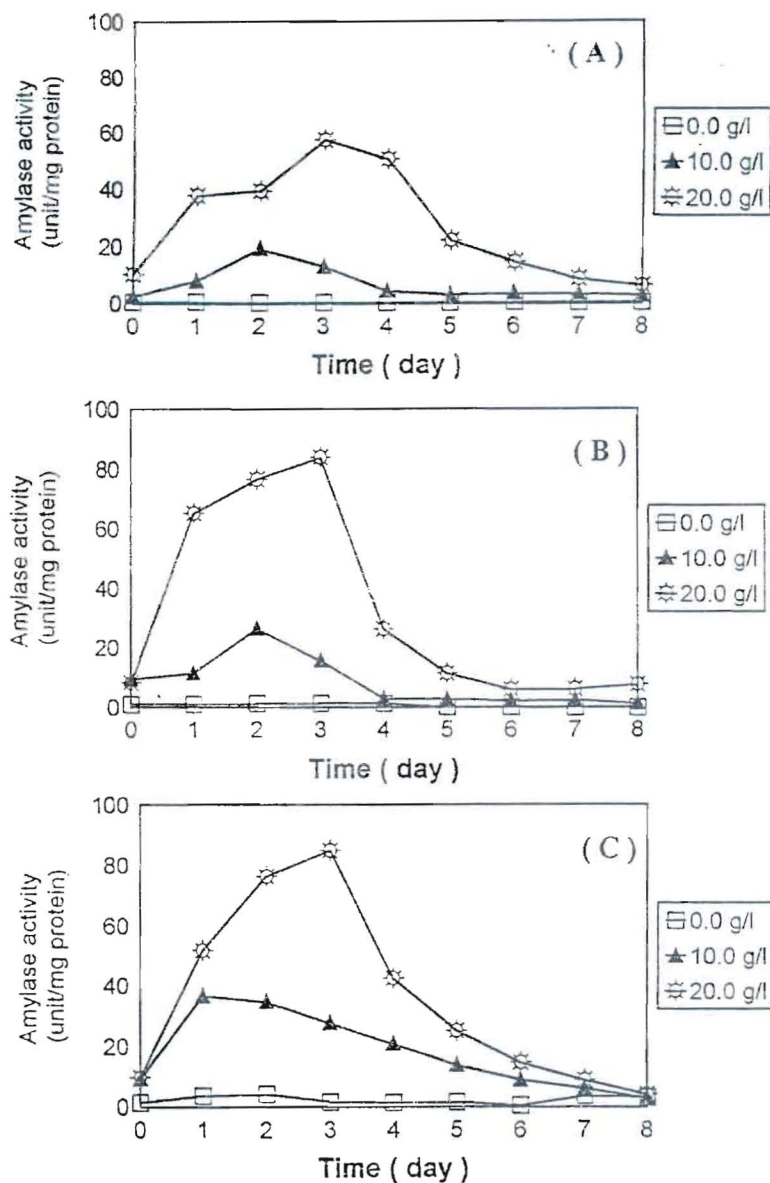 ( A )
Amylase activity
(unit/mg protein)
100
80
60
40
20
0
0 1 2 3 4 5 6 7 8
Time ( day )
0.0 g/l
10.0 g/l
20.0 g/l
( B )
Amylase activity
(unit/mg protein)
100
80
60
40
20
0
0 1 2 3 4 5 6 7 8
Time ( day )
0.0 g/l
10.0 g/l
20.0 g/l
( C )
Amylase activity
(unit/mg protein)
100
80
60
40
20
0
0 1 2 3 4 5 6 7 8
Time ( day )
0.0 g/l
10.0 g/l
20.0 g/l